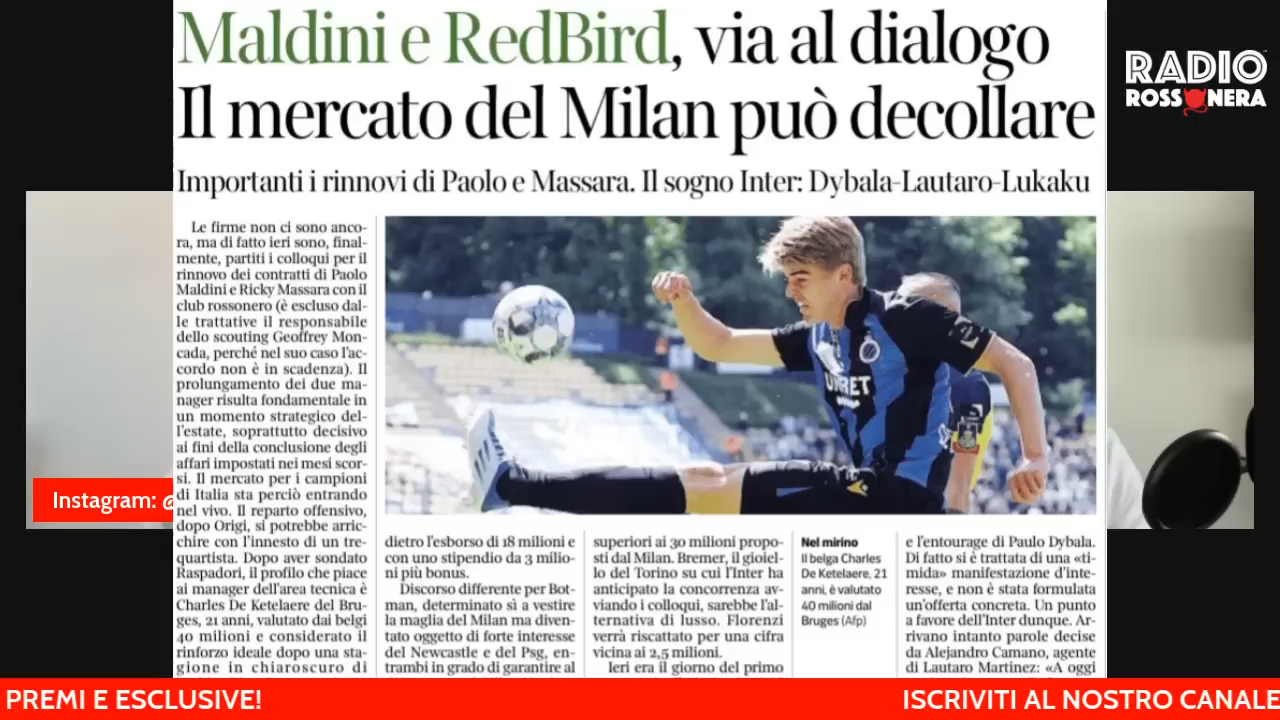 Maldini e RedBird, via al dialogo
Il mercato del Milan può decollare
Importanti i rinnovi di Paolo e Massara. Il sogno Inter: Dybala-Lautaro-Lukaku
RADIO
ROSSONERA
Le firme non ci sono anco-
ra, ma di fatto ieri sono, final-
mente, partiti i colloqui per il
rinnovo dei contratti di Paolo
Maldini e Ricky Massara con il
club rossonero (è escluso dal-
le trattative il responsabile
dello scouting Geoffrey Mon-
cada, perché nel suo caso l'ac-
cordo non è in scadenza). Il
prolungamento dei due ma-
nager risulta fondamentale in
un momento strategico del-
l'estate, soprattutto decisivo
ai fini della conclusione degli
affari impostati nei mesi scor-
si. Il mercato per i campioni
di Italia sta perciò entrando
nel vivo. Il reparto offensivo,
dopo Origi, si potrebbe arric-
chire con l'innesto di un tre-
quartista. Dopo aver sondato
Raspadori, il profilo che piace
ai manager dell'area tecnica è
Charles De Ketelaere del Bru-
ges, 21 anni, valutato dai belgi
40 milioni e considerato il
rinforzo ideale dopo una sta-
gione in chiaroscuro di
dietro l'esborso di 18 milioni e
con uno stipendio da 3 milio-
ni più bonus.
Discorso differente per Bot-
man, determinato sì a vestire
la maglia del Milan ma diven-
tato oggetto di forte interesse
del Newcastle e del Psg, en-
trambi in grado di garantire al
superiori ai 30 milioni propo-
sti dal Milan. Bremer, il gioiel-
lo del Torino su cui l'Inter ha
anticipato la concorrenza av-
viando i colloqui, sarebbe l'al-
ternativa di lusso. Florenzi
verrà riscattato per una cifra
vicina ai 2,5 milioni.
Ieri era il giorno del primo
Nel mirino
Il belga Charles
De Ketelaere, 21
anni, è valutato
40 milioni dal
Bruges (Afp)
e l'entourage di Paulo Dybala.
Di fatto si è trattata di una «ti-
mida» manifestazione d'inte-
resse, e non è stata formulata
un'offerta concreta. Un punto
a favore dell'Inter dunque. Ar-
rivano intanto parole decise
da Alejandro Camano, agente
di Lautaro Martinez: «A oggi
Instagram: @
PREMI E ESCLUSIVE!
ISCRIVITI AL NOSTRO CANALE